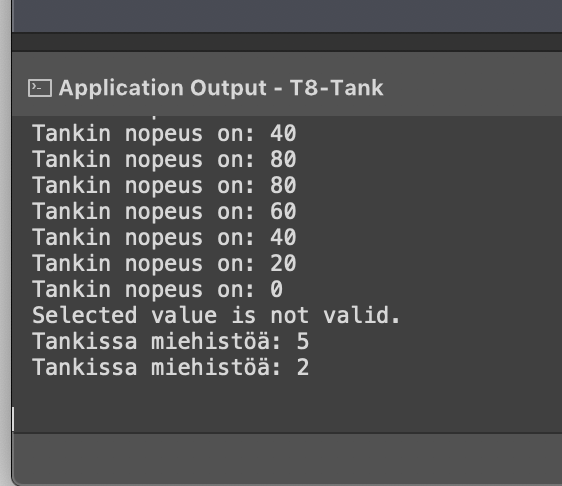 Application Output - T8-Tank
Tankin nopeus on: 40
Tankin nopeus on: 80
Tankin nopeus on: 80
Tankin nopeus on: 60
Tankin nopeus on: 40
Tankin nopeus on: 20
Tankin nopeus on: 0
Selected value is not valid.
Tankissa miehistöä: 5
Tankissa miehistöä: 2